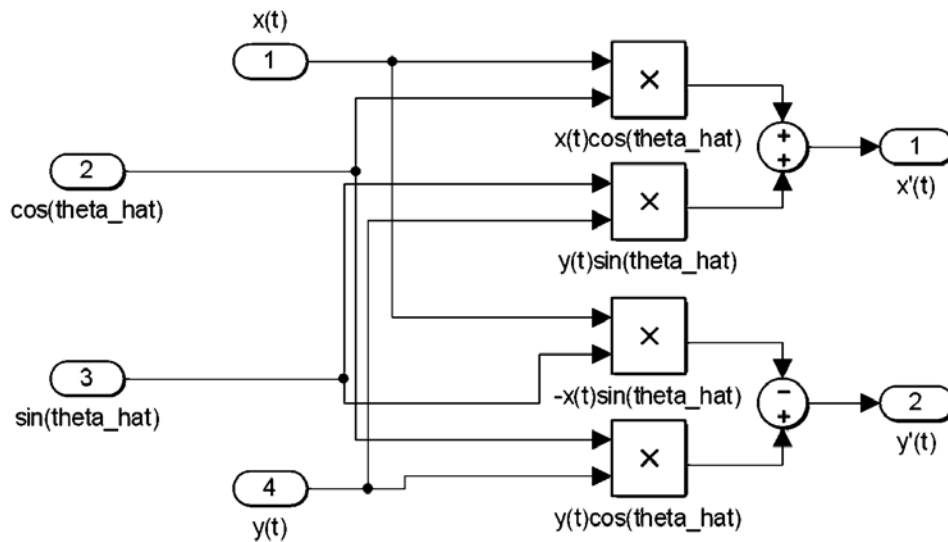 x(t)
1
×
x(t)cos(theta_hat)
+
+
1
x'(t)
2
cos(theta_hat)
×
y(t)sin(theta_hat)
3
sin(theta_hat)
×
-x(t)sin(theta_hat)
-
+
2
y'(t)
4
y(t)
×
y(t)cos(theta_hat)